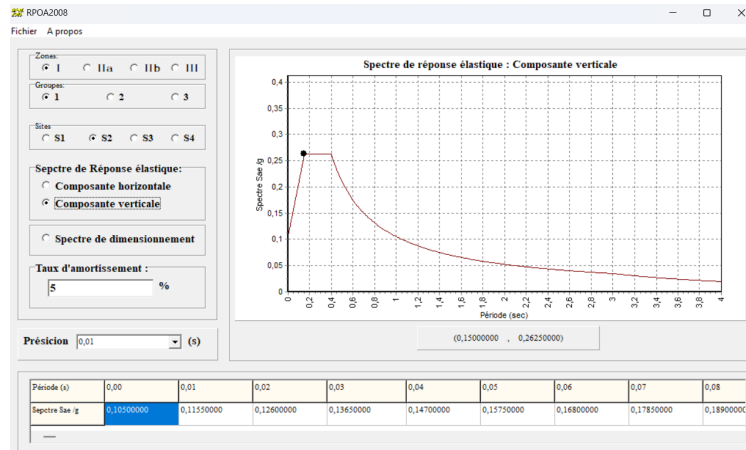 RPOA2008
Fichier A propos
Zones:
I IIa IIb III
Groupes:
1 2 3
Sites
S1 S2 S3 S4
Sepctre de Réponse élastique:
Composante horizontale
Composante verticale
Spectre de dimensionnement
Taux d'amortissement :
5 %
Présicion 0,01 (s)
Spectre de réponse élastique : Composante verticale
Spectre Sae /g
0,4
0,35
0,3
0,25
0,2
0,15
0,1
0,05
0
0 0,2 0,4 0,6 0,8 1 1,2 1,4 1,6 1,8 2 2,2 2,4 2,6 2,8 3 3,2 3,4 3,6 3,8 4
Période (sec)
(0,15000000 , 0,26250000)
Période (s) 0,00 0,01 0,02 0,03 0,04 0,05 0,06 0,07 0,08
Sepctre Sae /g 0,10500000 0,11550000 0,12600000 0,13650000 0,14700000 0,15750000 0,16800000 0,17850000 0,18900000